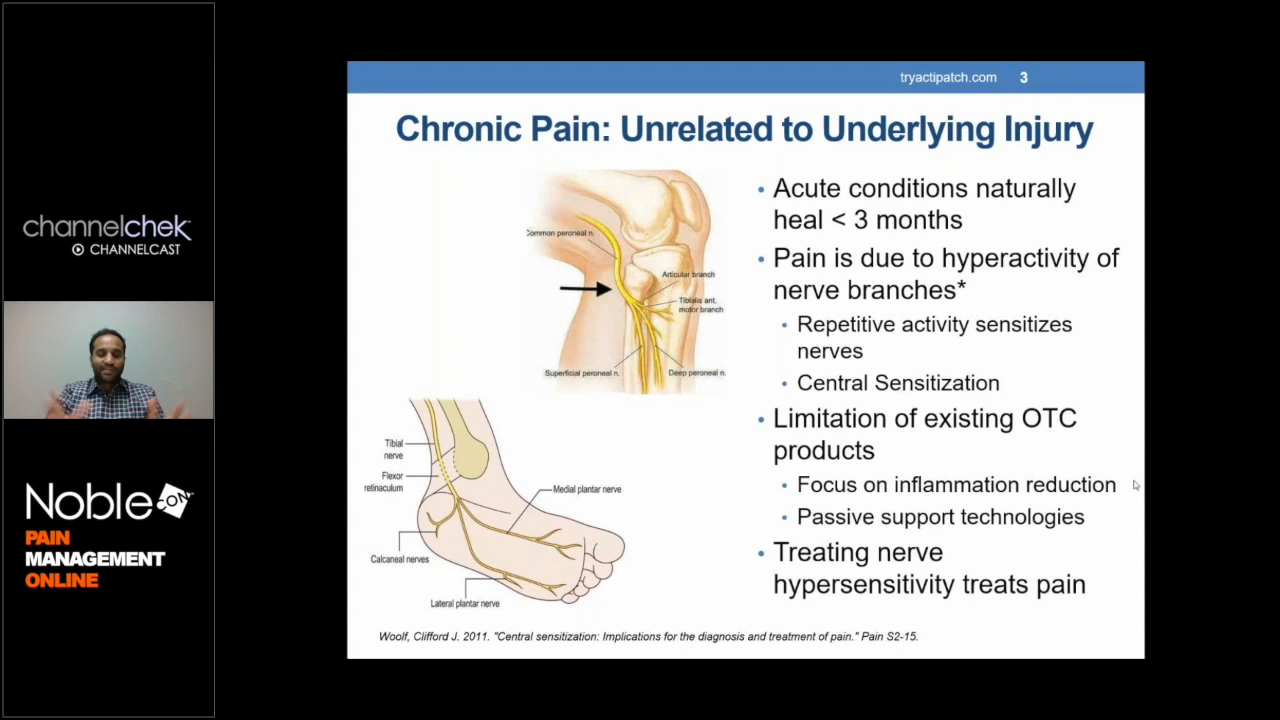 channelchek
CHANNELCAST
Noble CON
PAIN
MANAGEMENT
ONLINE
tryactipatch.com 3
Chronic Pain: Unrelated to Underlying Injury
Common peroneal n.
Articular branch
Tibialis ant.
motor branch
Superficial peroneal n.
Deep peroneal n.
Tibial
nerve
Flexor
retinaculum
Medial plantar nerve
Calcaneal nerves
Lateral plantar nerve
• Acute conditions naturally
heal < 3 months
• Pain is due to hyperactivity of
nerve branches*
• Repetitive activity sensitizes
nerves
• Central Sensitization
• Limitation of existing OTC
products
• Focus on inflammation reduction
• Passive support technologies
• Treating nerve
hypersensitivity treats pain
Woolf, Clifford J. 2011. "Central sensitization: Implications for the diagnosis and treatment of pain." Pain S2-15.